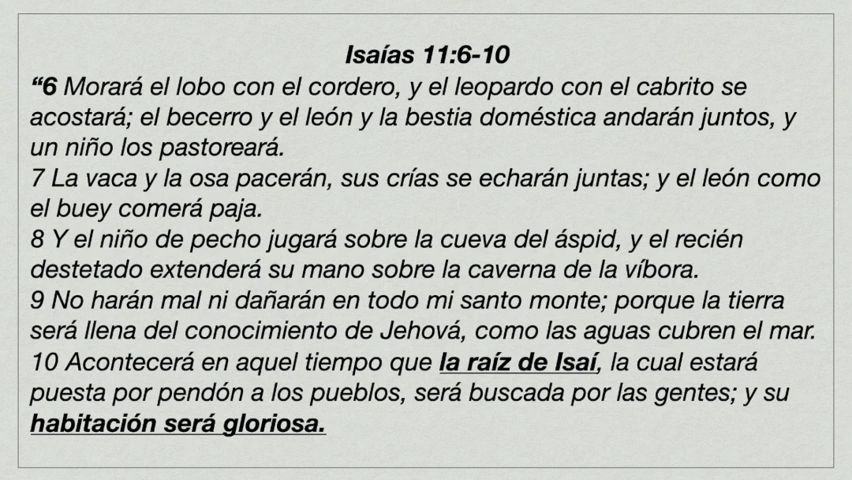 Isaías 11:6-10
“6 Morará el lobo con el cordero, y el leopardo con el cabrito se
acostará; el becerro y el león y la bestia doméstica andarán juntos, y
un niño los pastoreará.
7 La vaca y la osa pacerán, sus crías se echarán juntas; y el león como
el buey comerá paja.
8 Y el niño de pecho jugará sobre la cueva del áspid, y el recién
destetado extenderá su mano sobre la caverna de la víbora.
9 No harán mal ni dañarán en todo mi santo monte; porque la tierra
será llena del conocimiento de Jehová, como las aguas cubren el mar.
10 Acontecerá en aquel tiempo que la raíz de Isaí, la cual estará
puesta por pendón a los pueblos, será buscada por las gentes; y su
habitación será gloriosa.